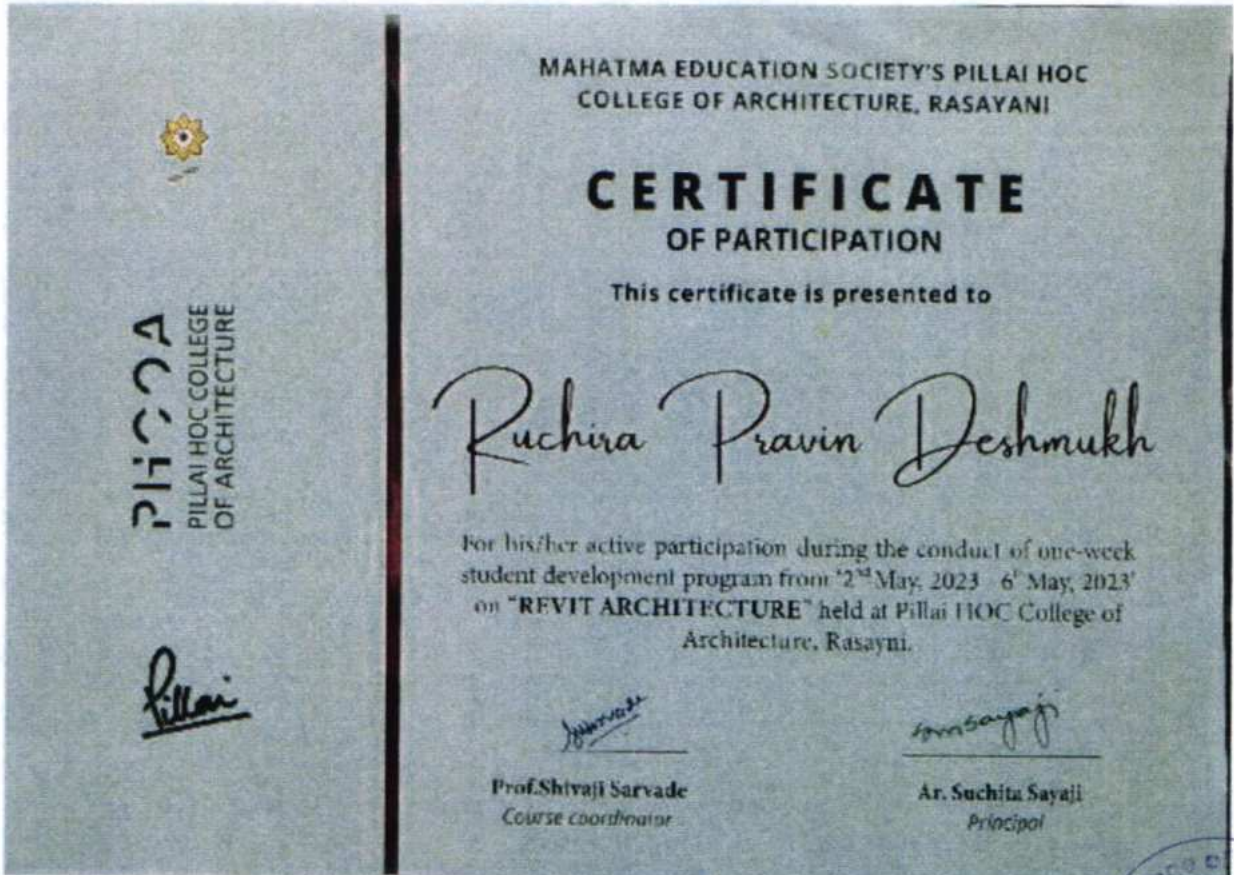 PHCOA
PILLAI HOC COLLEGE
OF ARCHITECTURE
Pillai
MAHATMA EDUCATION SOCIETY'S PILLAI HOC
COLLEGE OF ARCHITECTURE, RASAYANI
CERTIFICATE
OF PARTICIPATION
This certificate is presented to
Ruchira Pravin Deshmukh
For his/her active participation during the conduct of one-week
student development program from '2nd May, 2023 6 May, 2023'
on "REVIT ARCHITECTURE" held at Pillai HOC College of
Architecture, Rasayni.
smsayaji
Prof.Shivaji Sarvade
Course coordinator
Ar. Suchita Sayaji
Principal